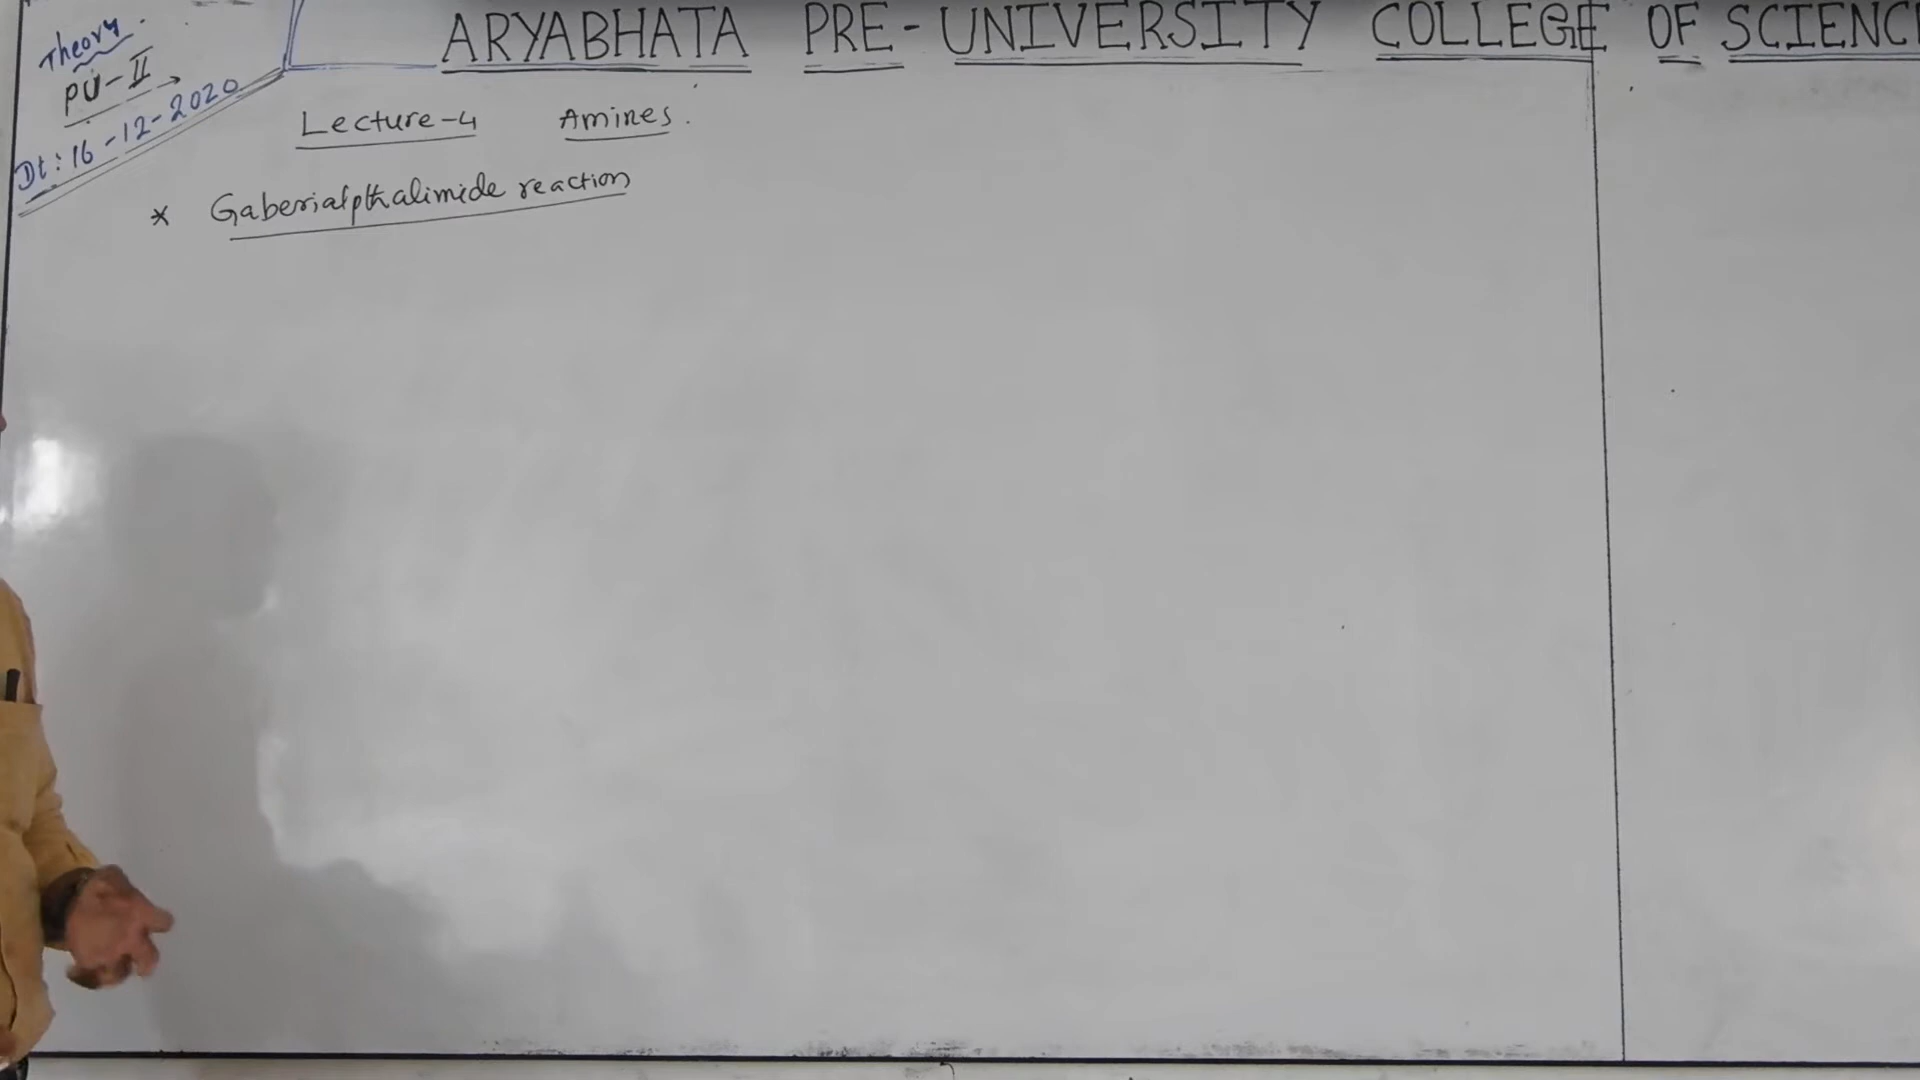 Theory.
PU-II
Dt: 16-12-2020
ARYABHATA PRE-UNIVERSITY COLLEGE OF SCIENC
Lecture-4 Amines.
* Gaberialpthalimide reaction